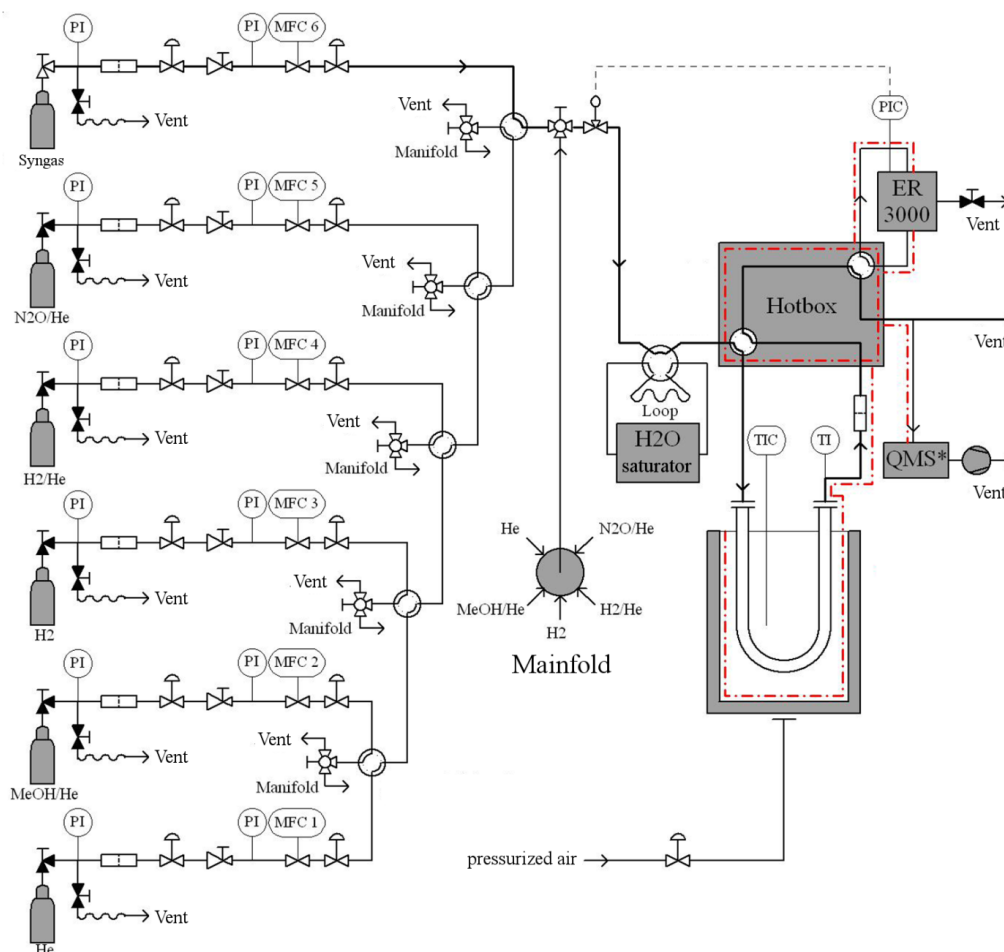 PI
PI
MFC 6
Vent
Syngas
Vent
Manifold
PIC
ER
3000
Vent
PI
PI
MFC 5
Vent
N2O/He
Vent
Manifold
Hotbox
Vent
PI
PI
MFC 4
Vent
H2/He
Vent
Manifold
Loop
H2O
saturator
TIC
TI
QMS*
Vent
PI
PI
MFC 3
Vent
H2
Vent
Manifold
He
N2O/He
MeOH/He
H2/He
H2
Mainfold
PI
PI
MFC 2
Vent
MeOH/He
Vent
Manifold
PI
PI
MFC 1
Vent
He
pressurized air